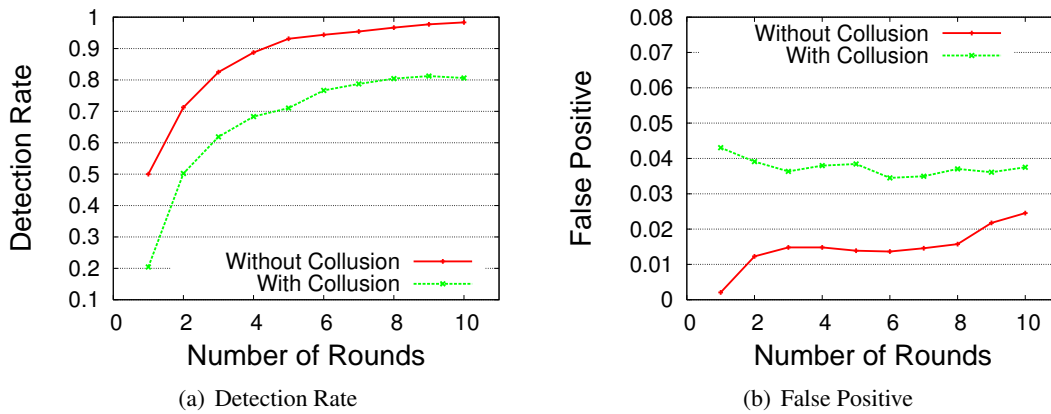 1
0.9
0.8
0.7
0.6
0.5
0.4
0.3
0.2
0.1
Detection Rate
Without Collusion
With Collusion
0 2 4 6 8 10
Number of Rounds
(a) Detection Rate
0.08
0.07
0.06
0.05
0.04
0.03
0.02
0.01
0
False Positive
Without Collusion
With Collusion
0 2 4 6 8 10
Number of Rounds
(b) False Positive